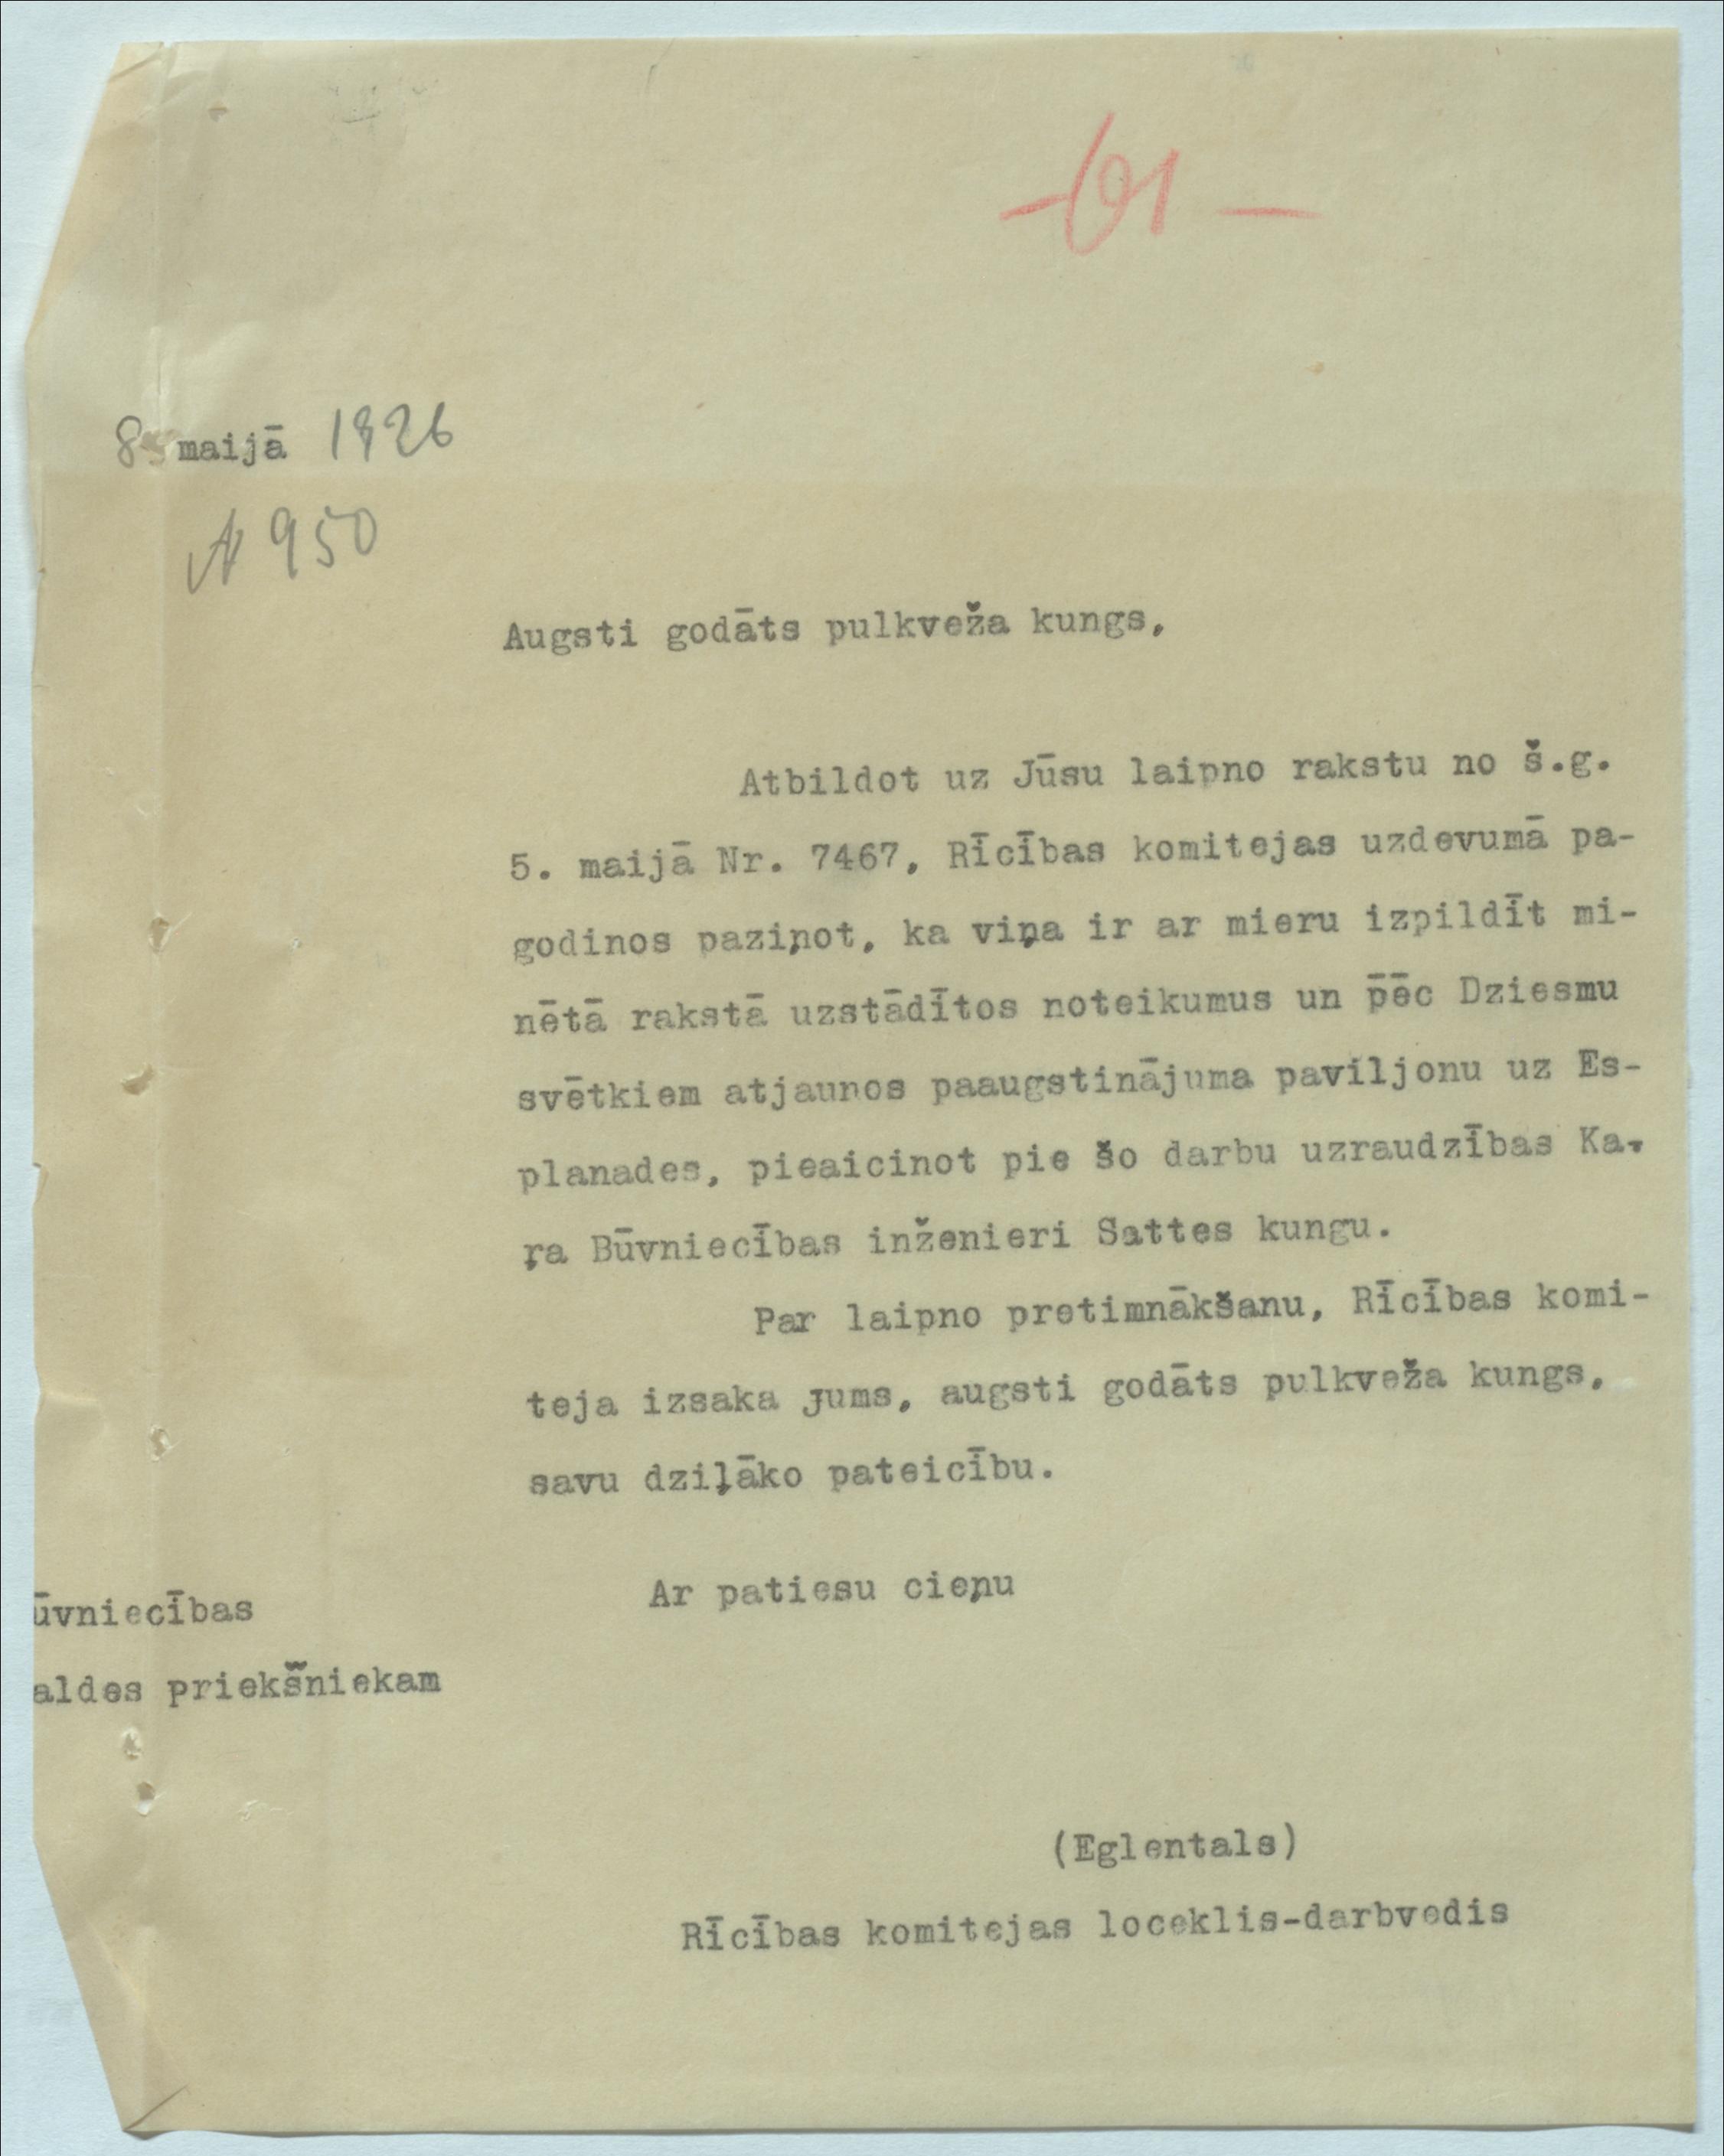 - 61 -
8 maijā 1926
N 950
Augsti godāts pulkveža kungs,
Atbildot uz Jūsu laipno rakstu no š.g.
5. maijā Nr. 7467, Rīcības komitejas uzdevumā pa-
godinos paziņot, ka viņa ir ar mieru izpildīt mi-
nētā rakstā uzstādītos noteikumus un pēc Dziesmu
svētkiem atjaunos paaugstinājuma paviljonu uz Es-
planades, pieaicinot pie šo darbu uzraudzības Ka-
ŗa Būvniecības inženieri Sattes kungu.
Par laipno pretimnākšanu, Rīcības komi-
teja izsaka Jums, augsti godāts pulkveža kungs,
savu dziļāko pateicību.
Ar patiesu cieņu
ūvniecības
aldes priekšniekam
(Eglentals)
Rīcības komitejas loceklis-darbvedis